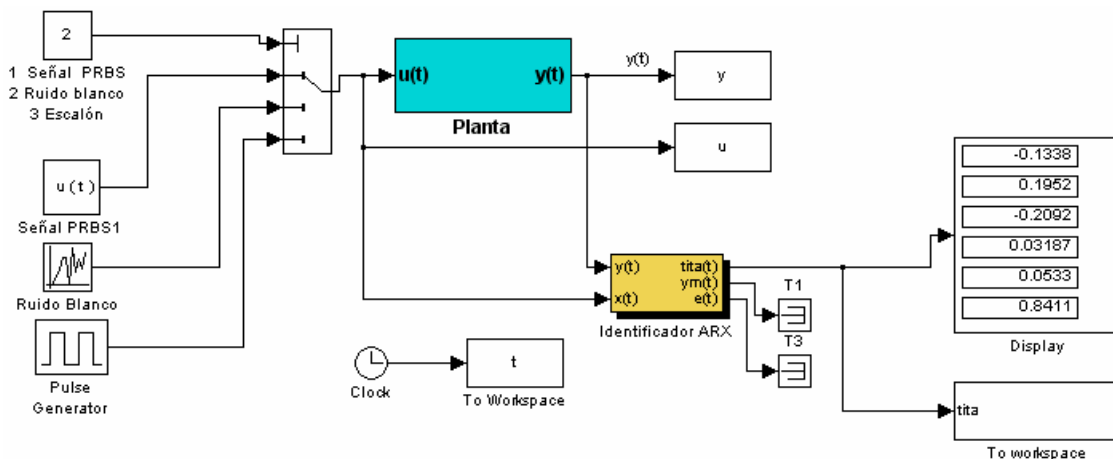 2
1 Señal PRBS
2 Ruido blanco
3 Escalón
u(t)
Señal PRBS1
Ruido Blanco
Pulse
Generator
u(t)
y(t)
Planta
y(t)
y
u
y(t)
x(t)
tita(t)
ym(t)
e(t)
Identificador ARX
T1
T3
Clock
t
To Workspace
-0.1338
0.1952
-0.2092
0.03187
0.0533
0.8411
Display
tita
To workspace